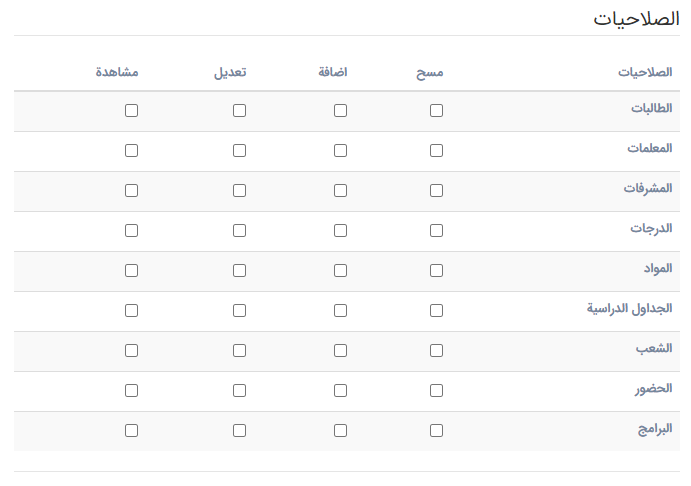 الصلاحيات
الصلاحيات مسح اضافة تعديل مشاهدة
الطالبات
المعلمات
المشرفات
الدرجات
المواد
الجداول الدراسية
الشعب
الحضور
البرامج